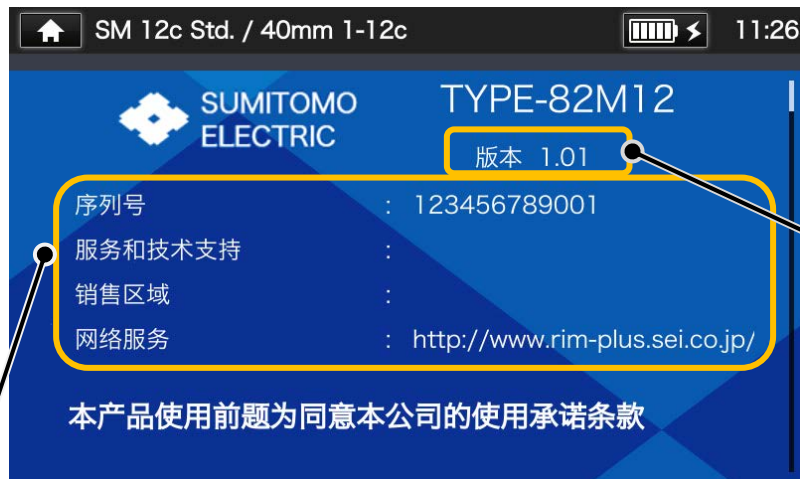 SM 12c Std. / 40mm 1-12c 11:26
SUMITOMO
ELECTRIC
TYPE-82M12
版本 1.01
序列号 : 123456789001
服务和技术支持 :
销售区域 :
网络服务 : http://www.rim-plus.sei.co.jp/
本产品使用前题为同意本公司的使用承诺条款